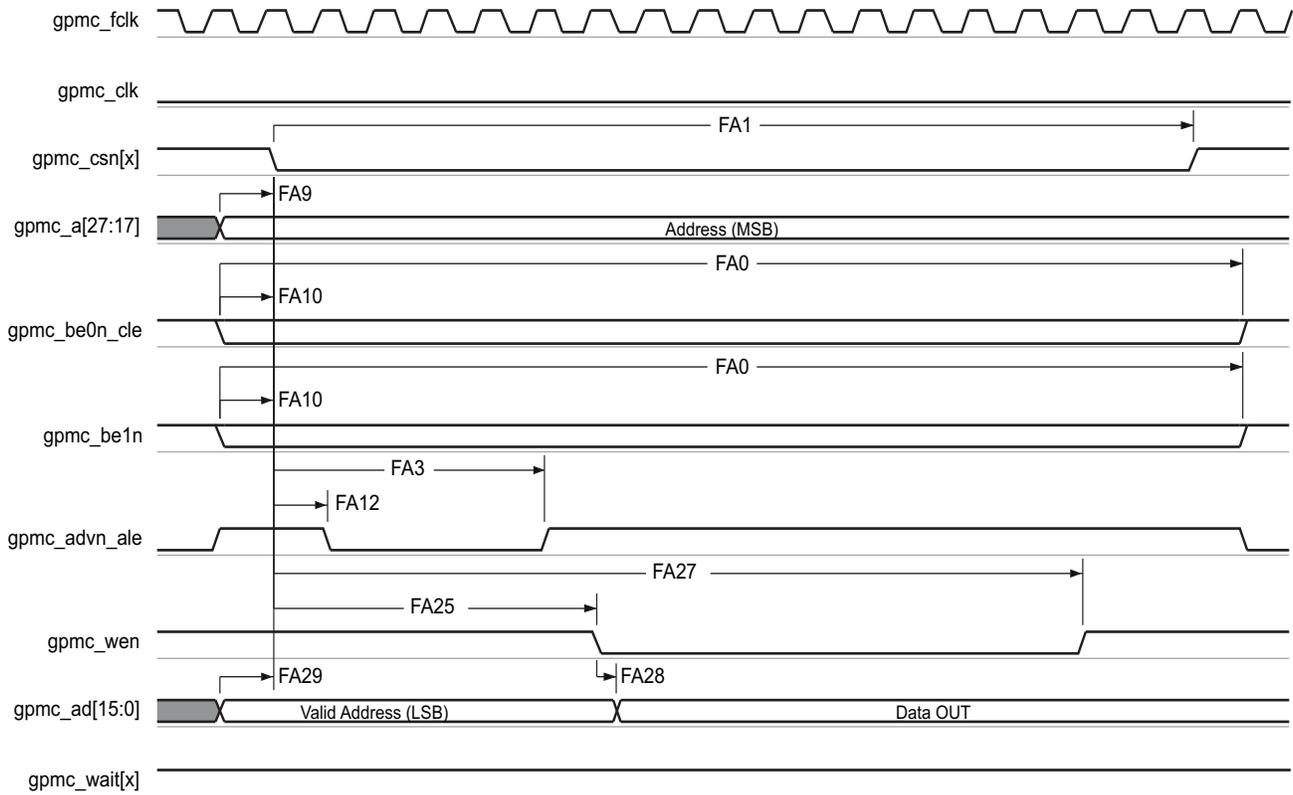 gpmc_fclk
gpmc_clk
FA1
gpmc_csn[x]
FA9
gpmc_a[27:17]
Address (MSB)
FA0
FA10
gpmc_be0n_cle
FA0
FA10
gpmc_be1n
FA3
FA12
gpmc_advn_ale
FA27
FA25
gpmc_wen
FA29
FA28
gpmc_ad[15:0]
Valid Address (LSB)
Data OUT
gpmc_wait[x]